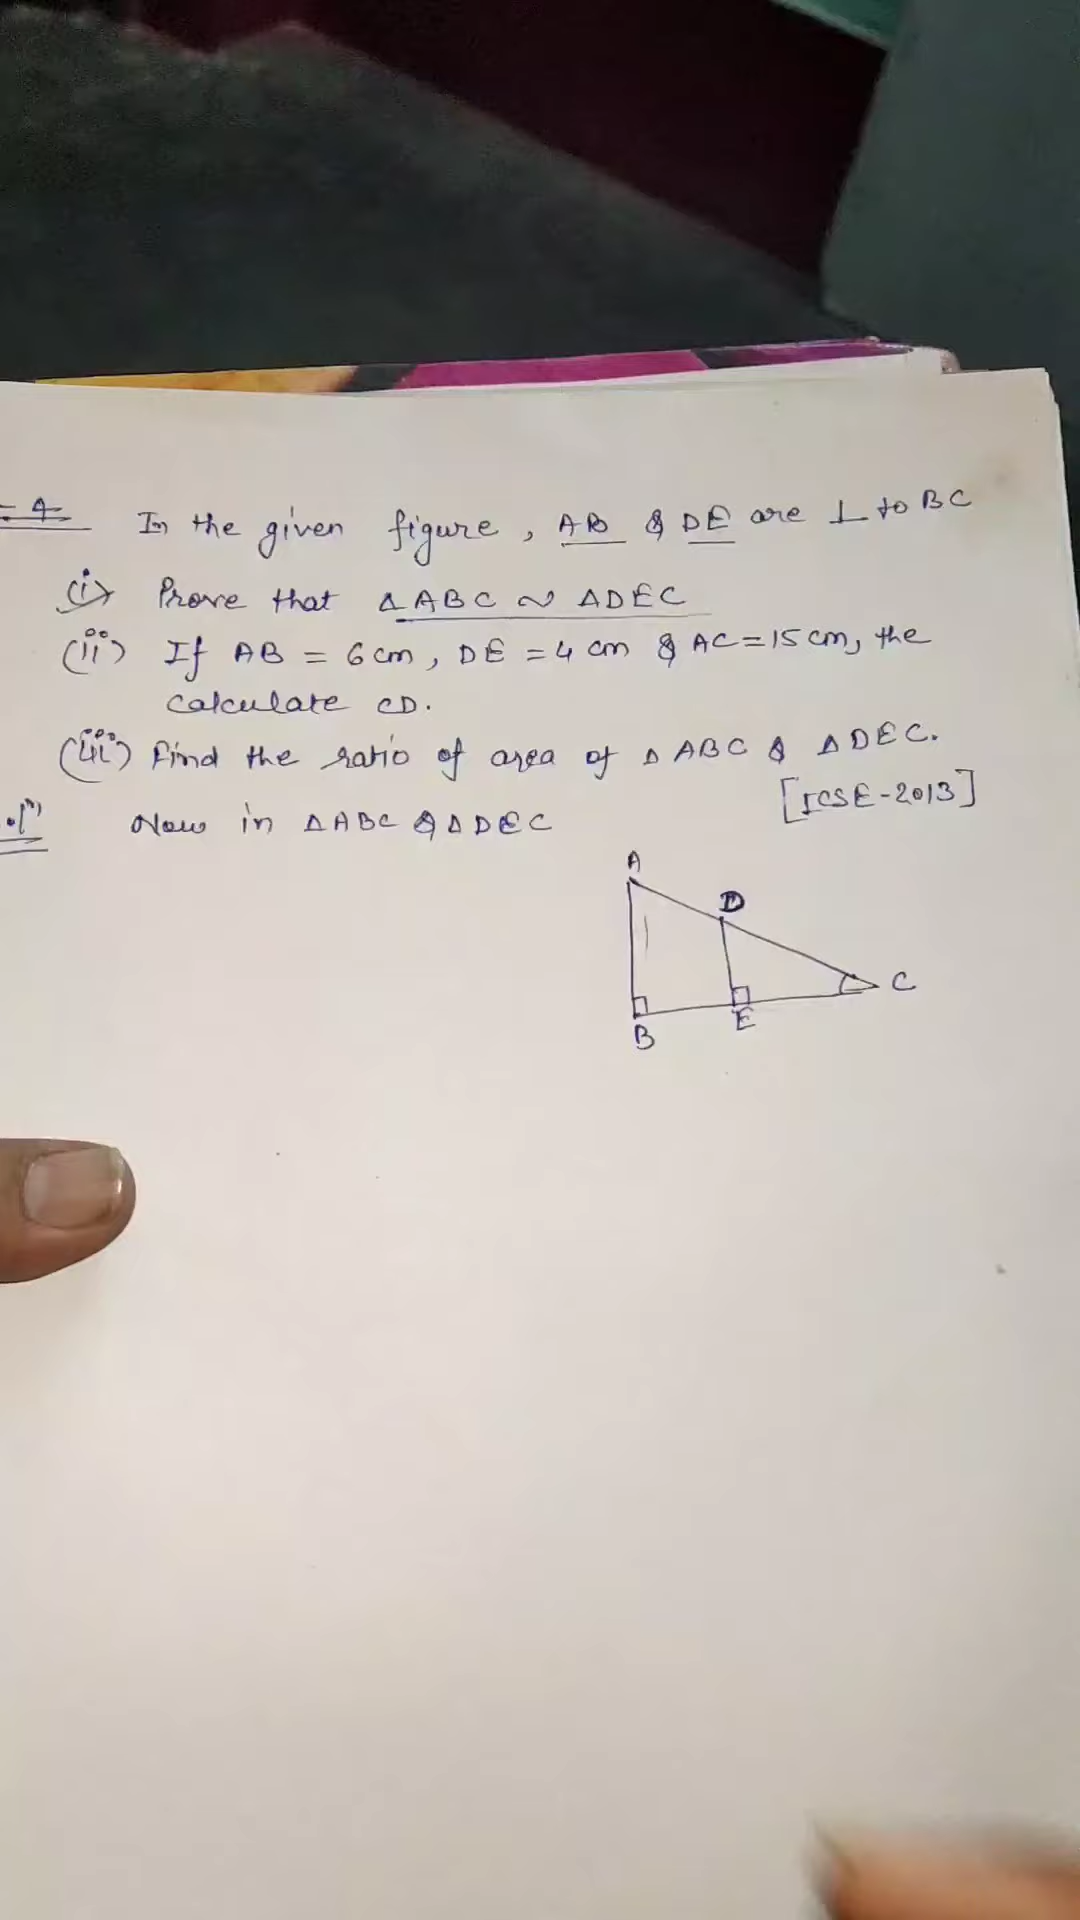 4
In the given figure, AB & DE are ⊥ to BC
(i) Prove that ΔABC ~ ΔDEC
(ii) If AB = 6 cm, DE = 4 cm & AC = 15 cm, the
calculate CD.
(iii) Find the ratio of area of Δ ABC & ΔDEC.
[ICSE-2013]
Now in ΔABC & ΔDEC
A
D
C
E
B